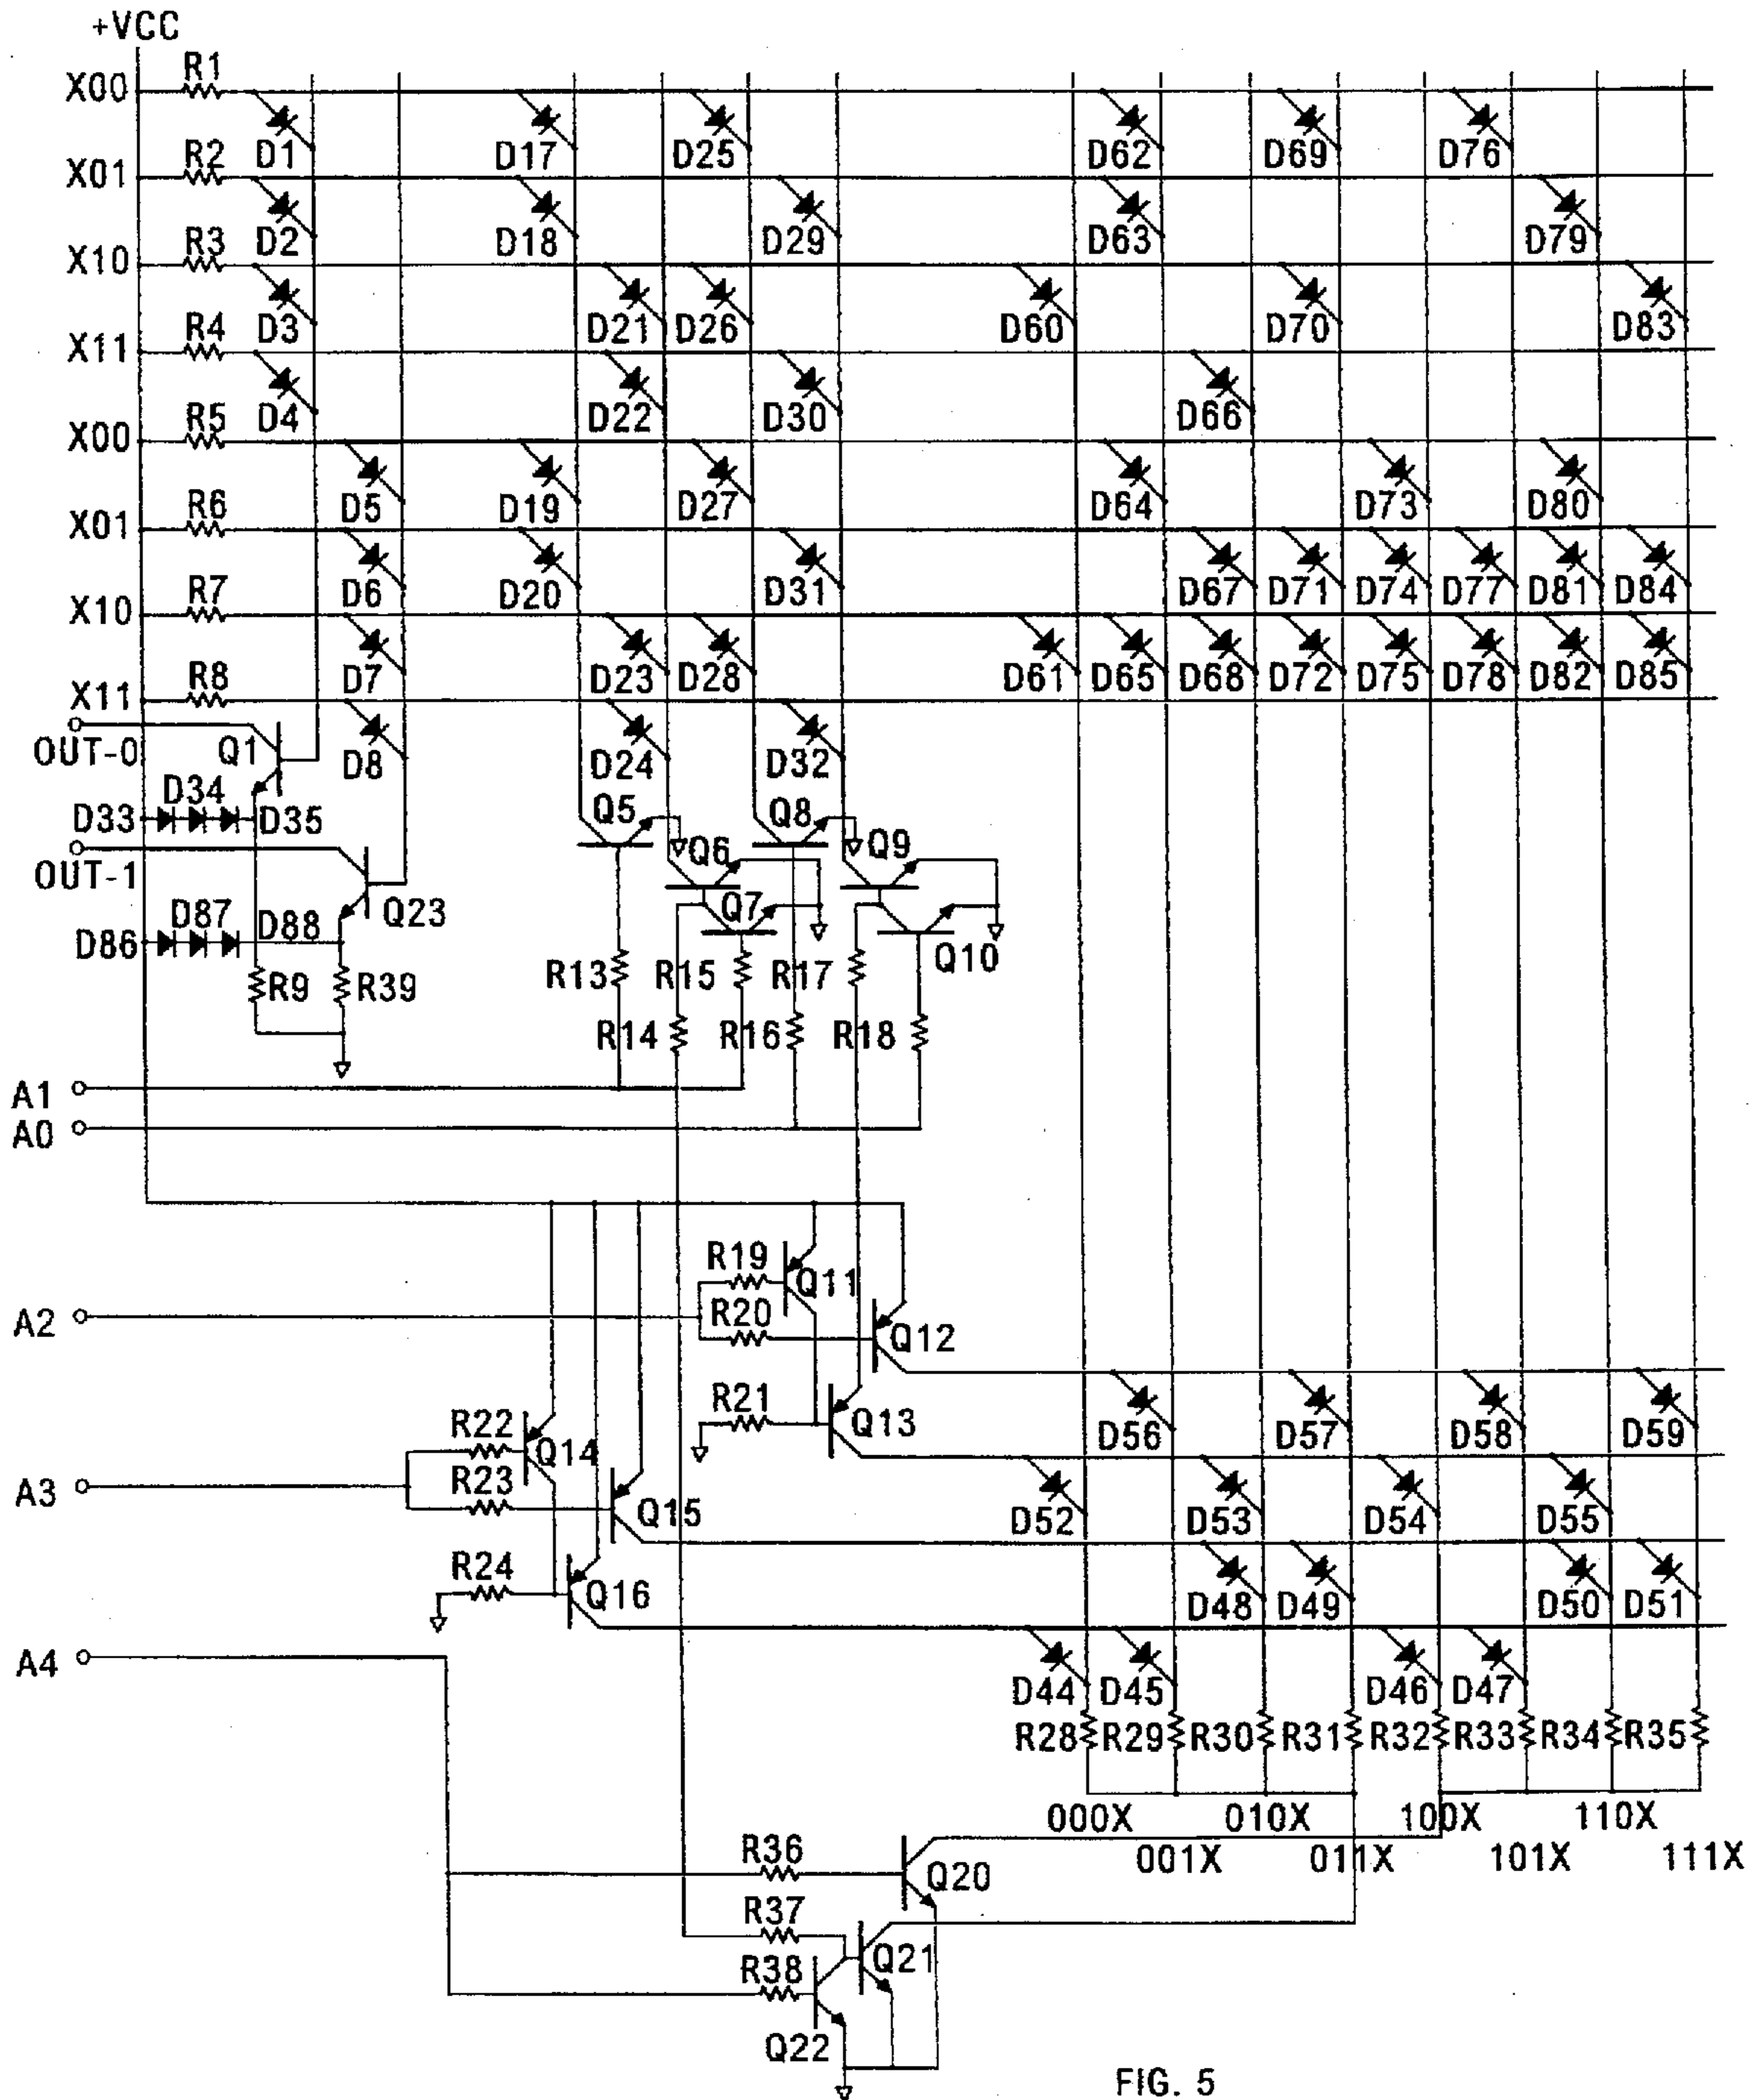 +VCC
R1
X00
D1 D17 D25 D62 D69 D76
R2
X01
D2 D18 D29 D63 D79
R3
X10
D3 D21 D26 D60 D70 D83
R4
X11
D4 D22 D30 D66
R5
X00
D5 D19 D27 D64 D73 D80
R6
X01
D6 D20 D31 D67 D71 D74 D77 D81 D84
R7
X10
D7 D23 D28 D61 D65 D68 D72 D75 D78 D82 D85
R8
X11
OUT-0 Q1 D8 D24 D32
D34 Q5 Q8
D33 D35 Q6 Q9
OUT-1
D87 D88 Q23 Q7
D86 Q10
R9 R39 R13 R15 R17
R14 R16 R18
A1
A0
R19 Q11
A2 R20 Q12
R21 Q13 D56 D57 D58 D59
R22 Q14
A3 R23 Q15 D52 D53 D54 D55
R24 Q16 D48 D49 D50 D51
A4 D44 D45 D46 D47
R28 R29 R30 R31 R32 R33 R34 R35
000X 010X 100X 110X
001X 011X 101X 111X
R36 Q20
R37
R38 Q21
Q22
FIG. 5